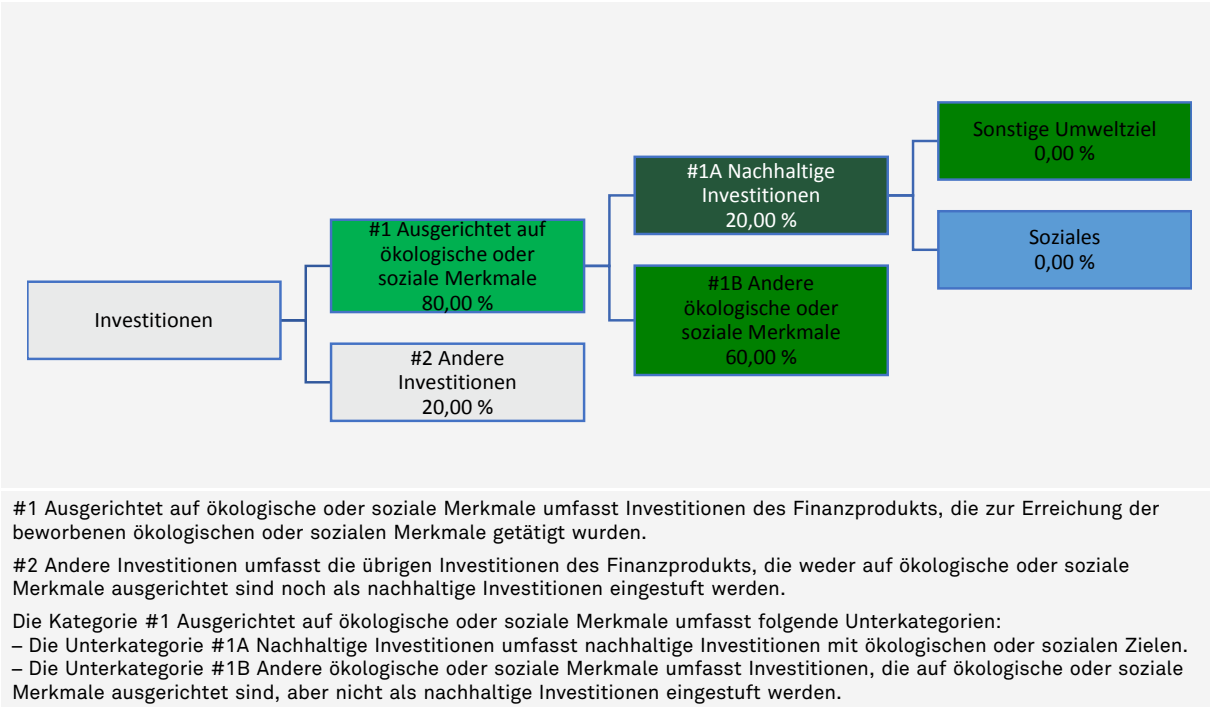 Investitionen
#1 Ausgerichtet auf
ökologische oder
soziale Merkmale
80,00 %
#2 Andere
Investitionen
20,00 %
#1A Nachhaltige
Investitionen
20,00 %
#1B Andere
ökologische oder
soziale Merkmale
60,00 %
Sonstige Umweltziel
0,00 %
Soziales
0,00 %
#1 Ausgerichtet auf ökologische oder soziale Merkmale umfasst Investitionen des Finanzprodukts, die zur Erreichung der
beworbenen ökologischen oder sozialen Merkmale getätigt wurden.
#2 Andere Investitionen umfasst die übrigen Investitionen des Finanzprodukts, die weder auf ökologische oder soziale
Merkmale ausgerichtet sind noch als nachhaltige Investitionen eingestuft werden.
Die Kategorie #1 Ausgerichtet auf ökologische oder soziale Merkmale umfasst folgende Unterkategorien:
– Die Unterkategorie #1A Nachhaltige Investitionen umfasst nachhaltige Investitionen mit ökologischen oder sozialen Zielen.
– Die Unterkategorie #1B Andere ökologische oder soziale Merkmale umfasst Investitionen, die auf ökologische oder soziale
Merkmale ausgerichtet sind, aber nicht als nachhaltige Investitionen eingestuft werden.